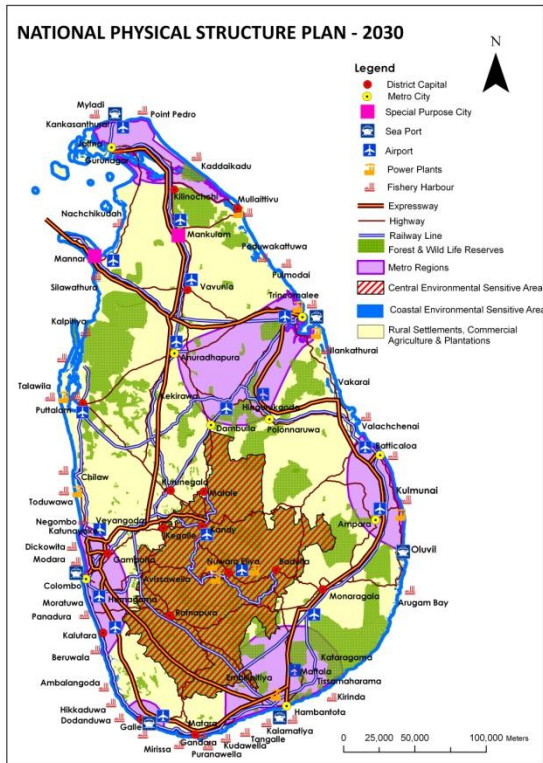 NATIONAL PHYSICAL STRUCTURE PLAN - 2030
N
Legend
District Capital
Metro City
Special Purpose City
Sea Port
Airport
Power Plants
Fishery Harbour
Expressway
Highway
Railway Line
Forest & Wild Life Reserves
Metro Regions
Central Environmental Sensitive Area
Coastal Environmental Sensitive Area
Rural Settlements, Commercial
Agriculture & Plantations
Myladi
Point Pedro
Kankasanthurai
Jaffna
Gurunagar
Kaddaikadu
Kilinochchi
Mullaittivu
Nachchikudah
Mankulam
Poduwakattuwa
Mannar
Pulmodai
Silawathura
Vavunia
Trincomalee
Kalpitiya
Illankathurai
Anuradhapura
Vakarai
Talawila
Kekirawa
Hingurakgoda
Puttalam
Valachchenai
Dambulla
Polonnaruwa
Batticaloa
Chilaw
Kurunegala
Matale
Kulmunai
Toduwawa
Negombo
Veyangoda
Ampara
Katunayake
Kegalle
Kandy
Dickowita
Oluvil
Modara
Gampaha
Nuwara Eliya
Badulla
Colombo
Avissawella
Monaragala
Moratuwa
Homagama
Arugam Bay
Panadura
Ratnapura
Kalutara
Kataragama
Beruwala
Embilipitiya
Mattala
Tissamaharama
Ambalangoda
Kirinda
Hikkaduwa
Hambantota
Dodanduwa
Galle
Matara
Kalamatiya
Tangalle
Mirissa
Gandara
Kudawella
Puranawella
0 25,000 50,000 100,000 Meters